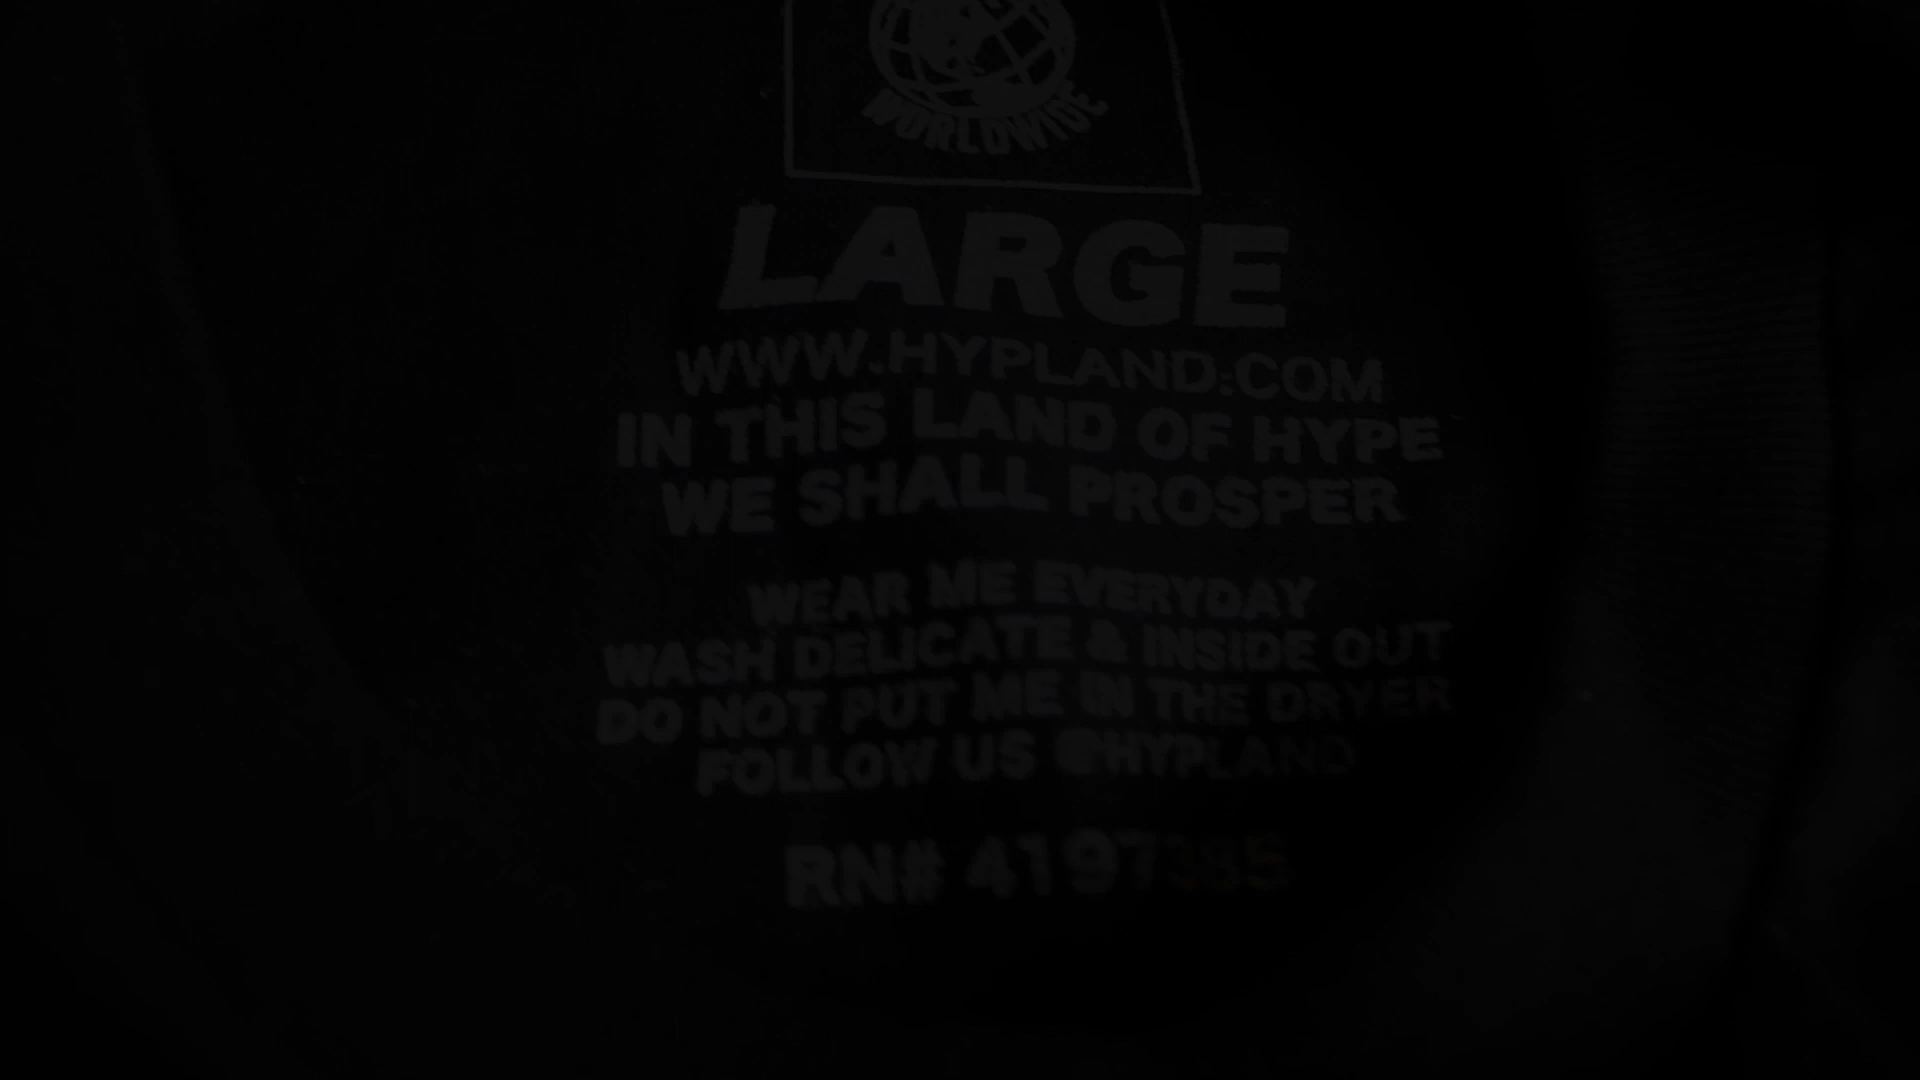 WORLDWIDE
LARGE
WWW.HYPLAND.COM
IN THIS LAND OF HYPE
WE SHALL PROSPER
WEAR ME EVERYDAY
WASH DELICATE & INSIDE OUT
DO NOT PUT ME IN THE DRYER
FOLLOW US @HYPLAND
RN#